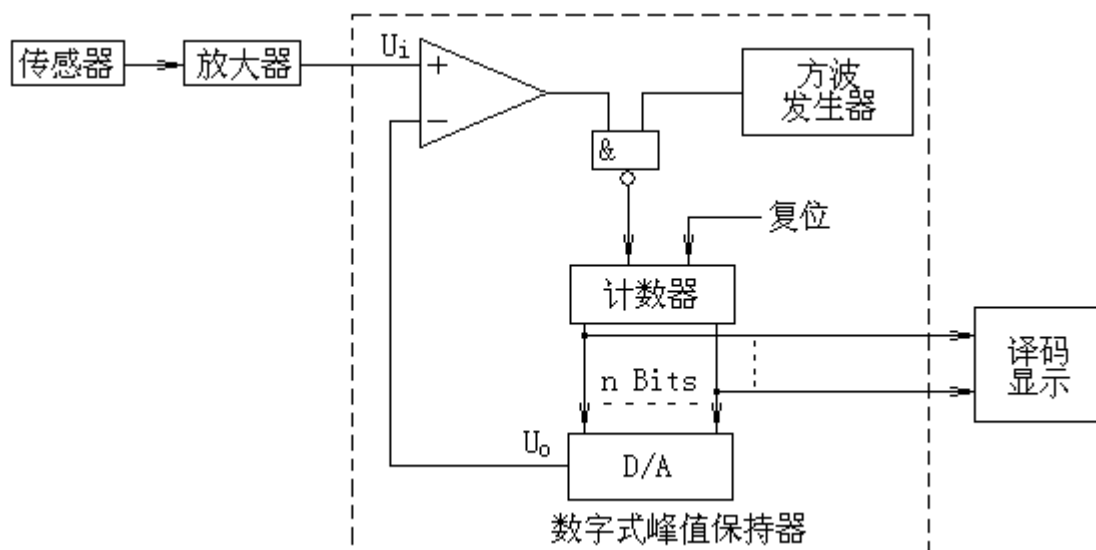 传感器
放大器
Ui
+
−
方波
发生器
&
复位
计数器
n Bits
译码
显示
Uo
D/A
数字式峰值保持器